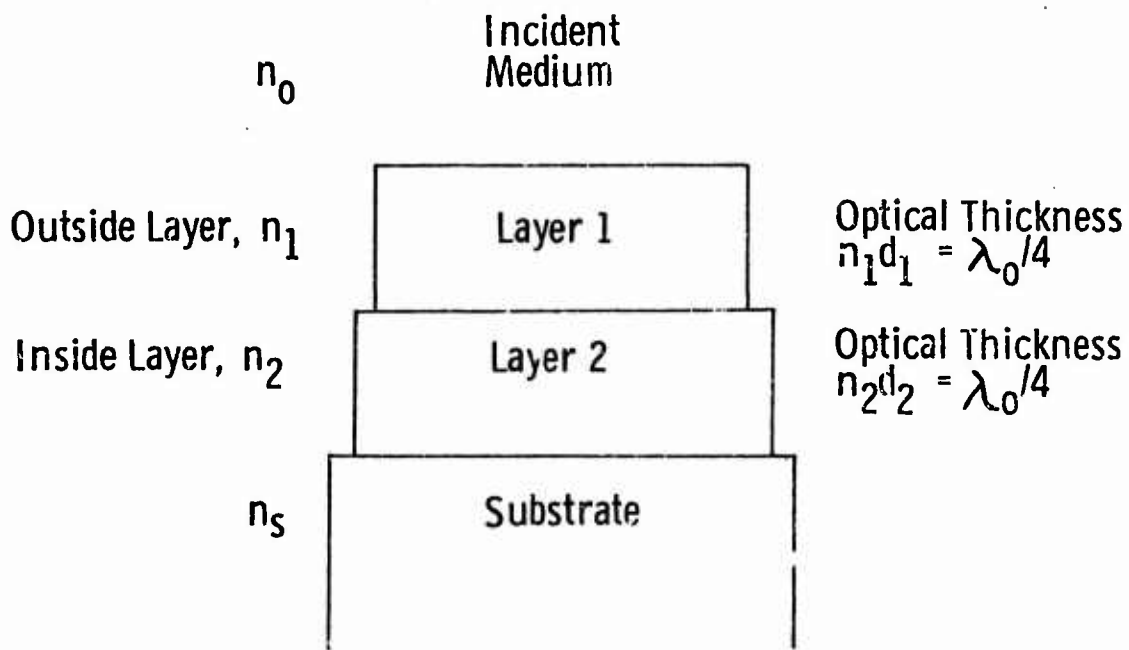 Incident
Medium
n₀
Outside Layer, n₁
Layer 1
Optical Thickness
n₁d₁ = λ₀/4
Inside Layer, n₂
Layer 2
Optical Thickness
n₂d₂ = λ₀/4
nₛ
Substrate